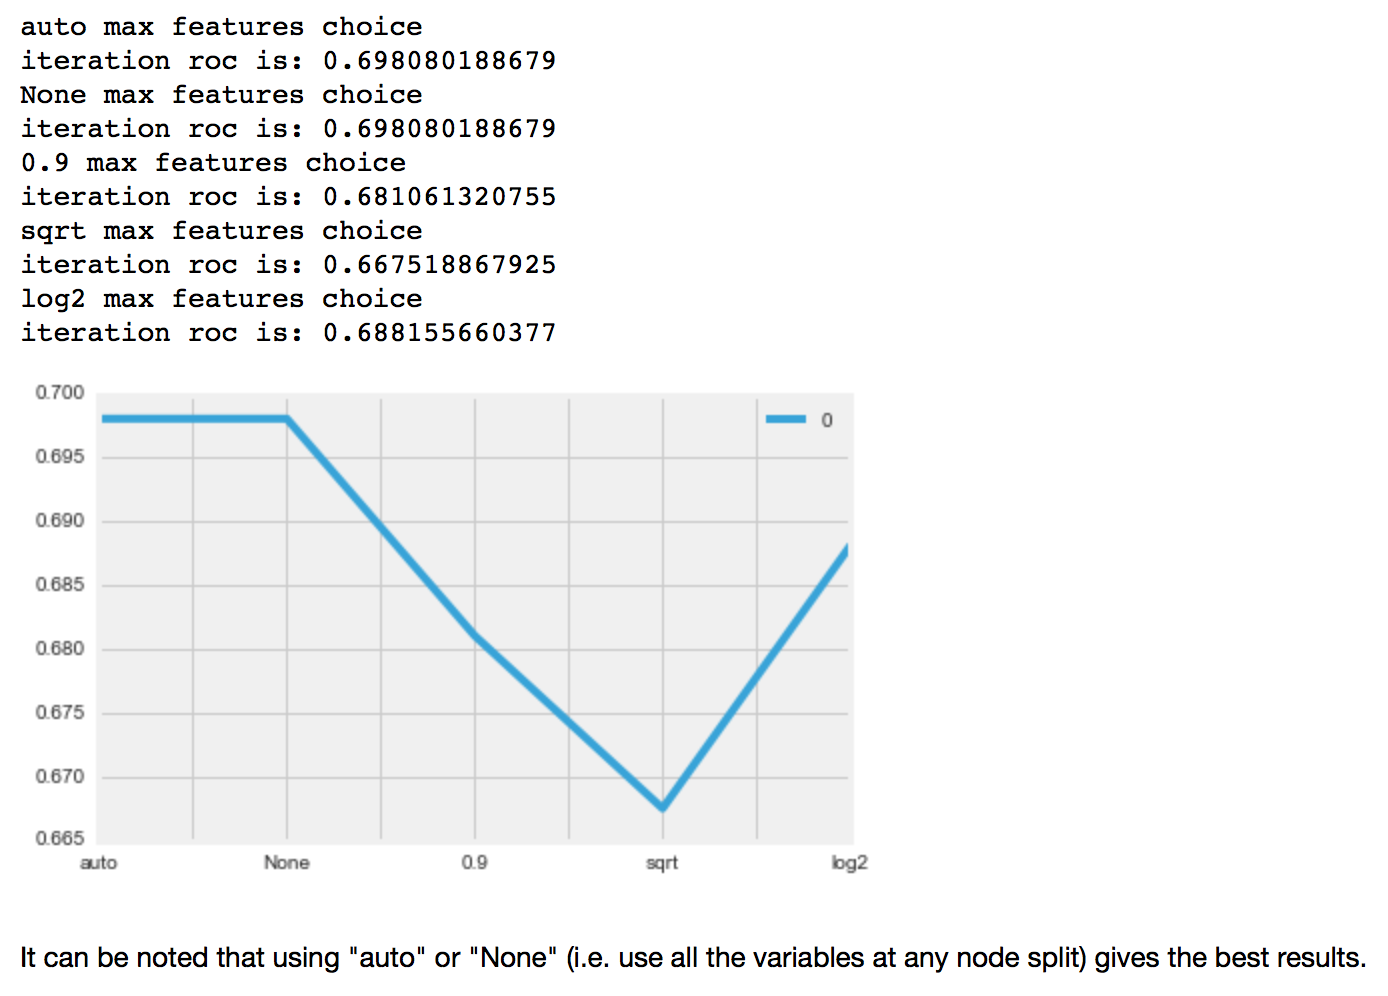 auto max features choice
iteration roc is: 0.698080188679
None max features choice
iteration roc is: 0.698080188679
0.9 max features choice
iteration roc is: 0.681061320755
sqrt max features choice
iteration roc is: 0.667518867925
log2 max features choice
iteration roc is: 0.688155660377
0.700
0
0.695
0.690
0.685
0.680
0.675
0.670
0.665
auto None 0.9 sqrt log2
It can be noted that using "auto" or "None" (i.e. use all the variables at any node split) gives the best results.